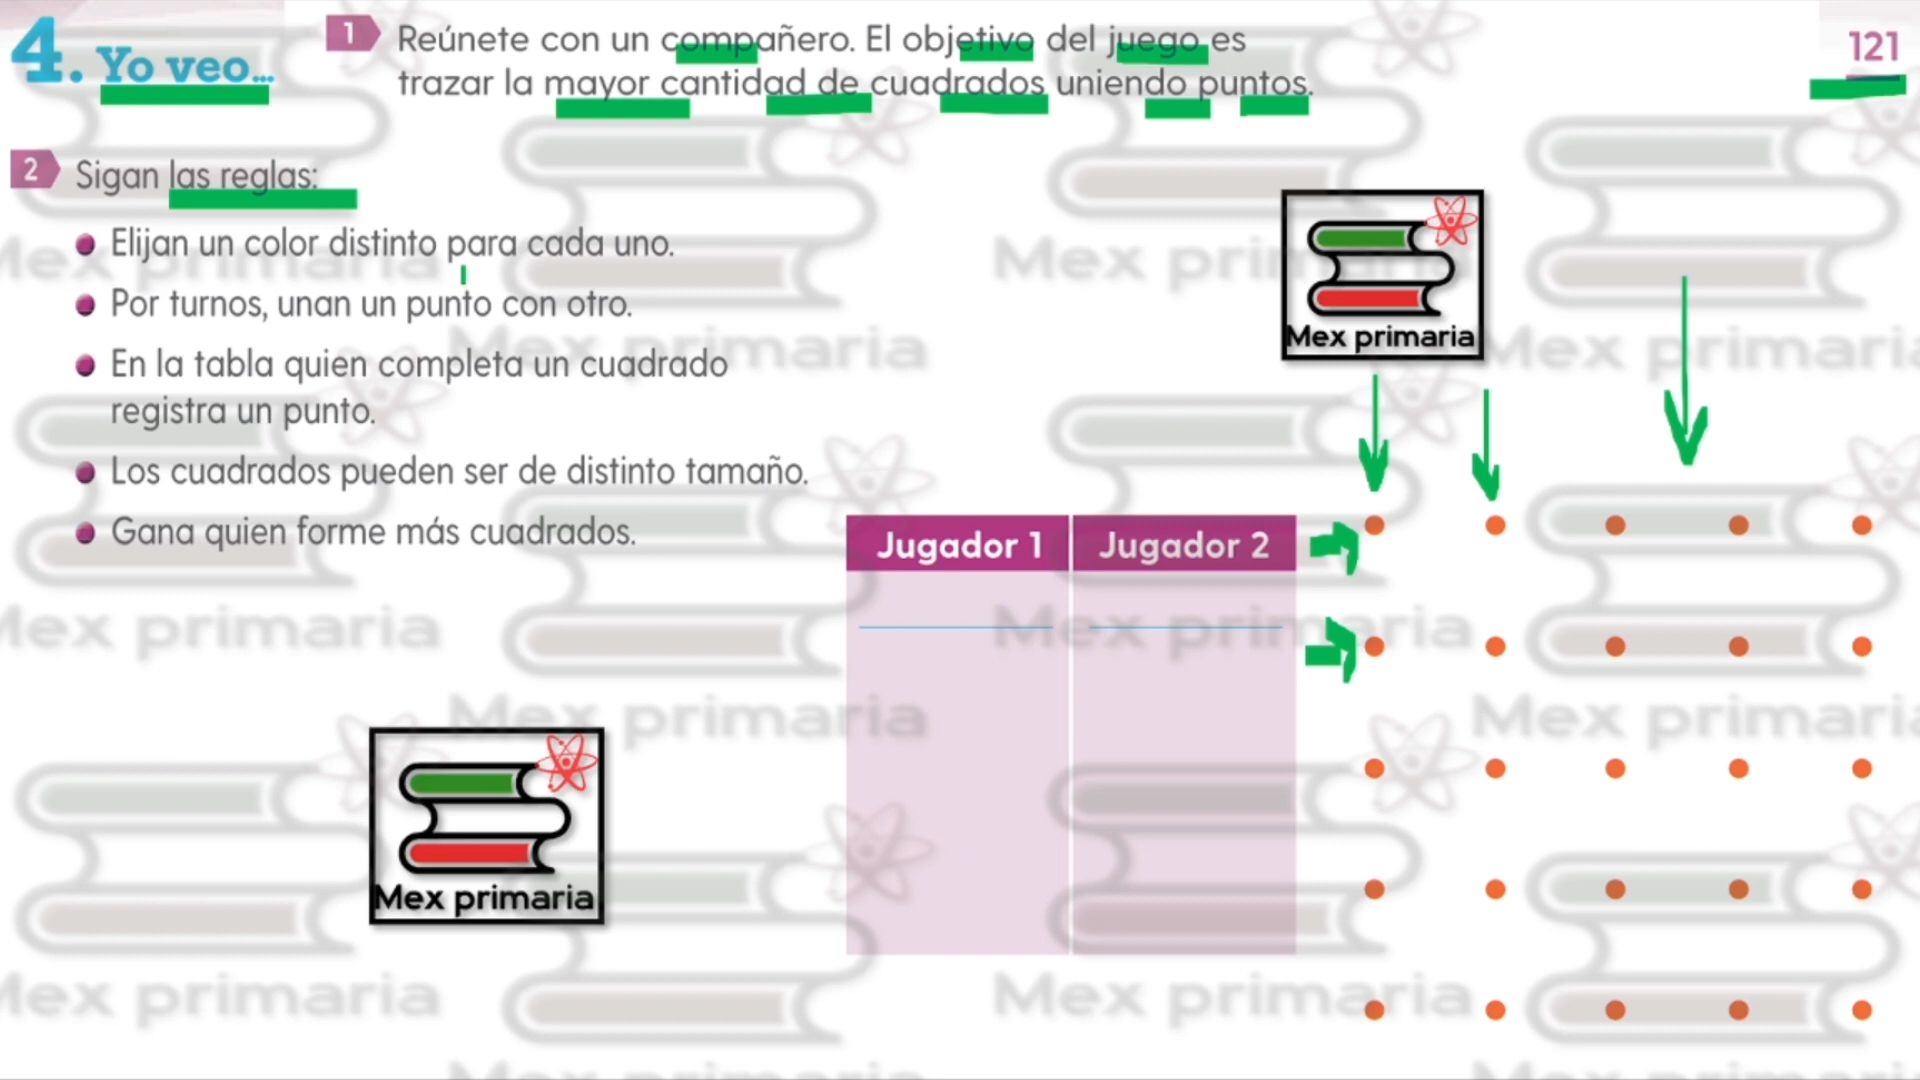 4. Yo veo...
1 Reúnete con un compañero. El objetivo del juego es
trazar la mayor cantidad de cuadrados uniendo puntos.
121
2 Sigan las reglas:
Elijan un color distinto para cada uno.
Por turnos, unan un punto con otro.
En la tabla quien completa un cuadrado
registra un punto.
Los cuadrados pueden ser de distinto tamaño.
Gana quien forme más cuadrados.
Mex primaria
Jugador 1 Jugador 2
Mex primaria